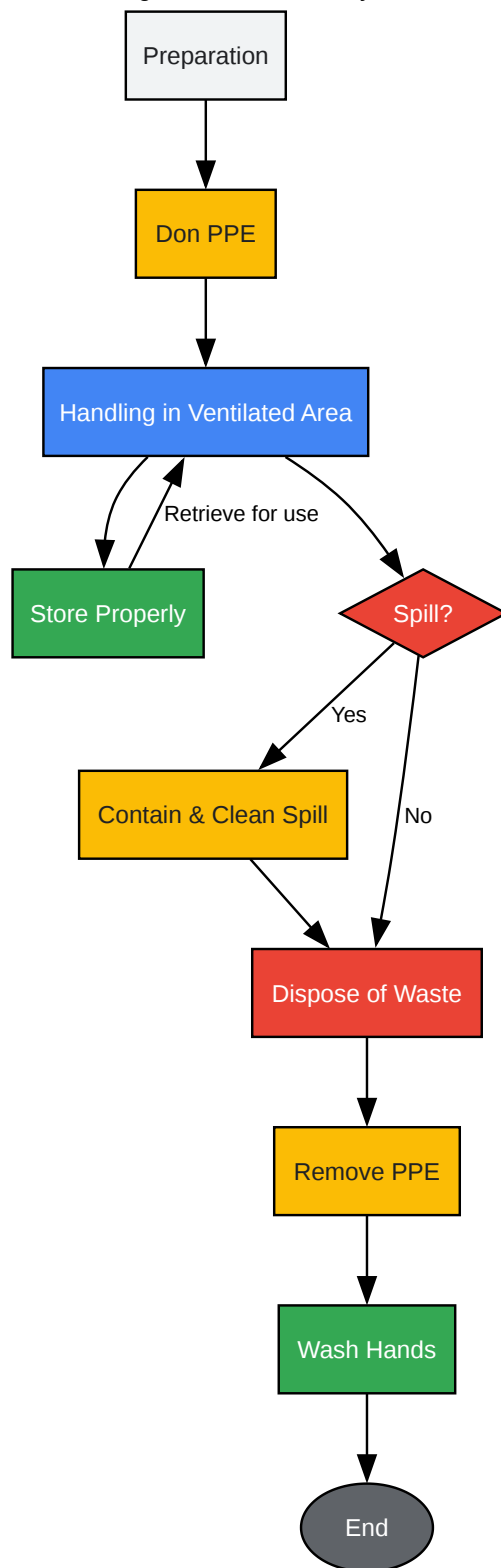 Preparation
Don PPE
Handling in Ventilated Area
Retrieve for use
Store Properly
Spill?
Yes
Contain & Clean Spill
No
Dispose of Waste
Remove PPE
Wash Hands
End